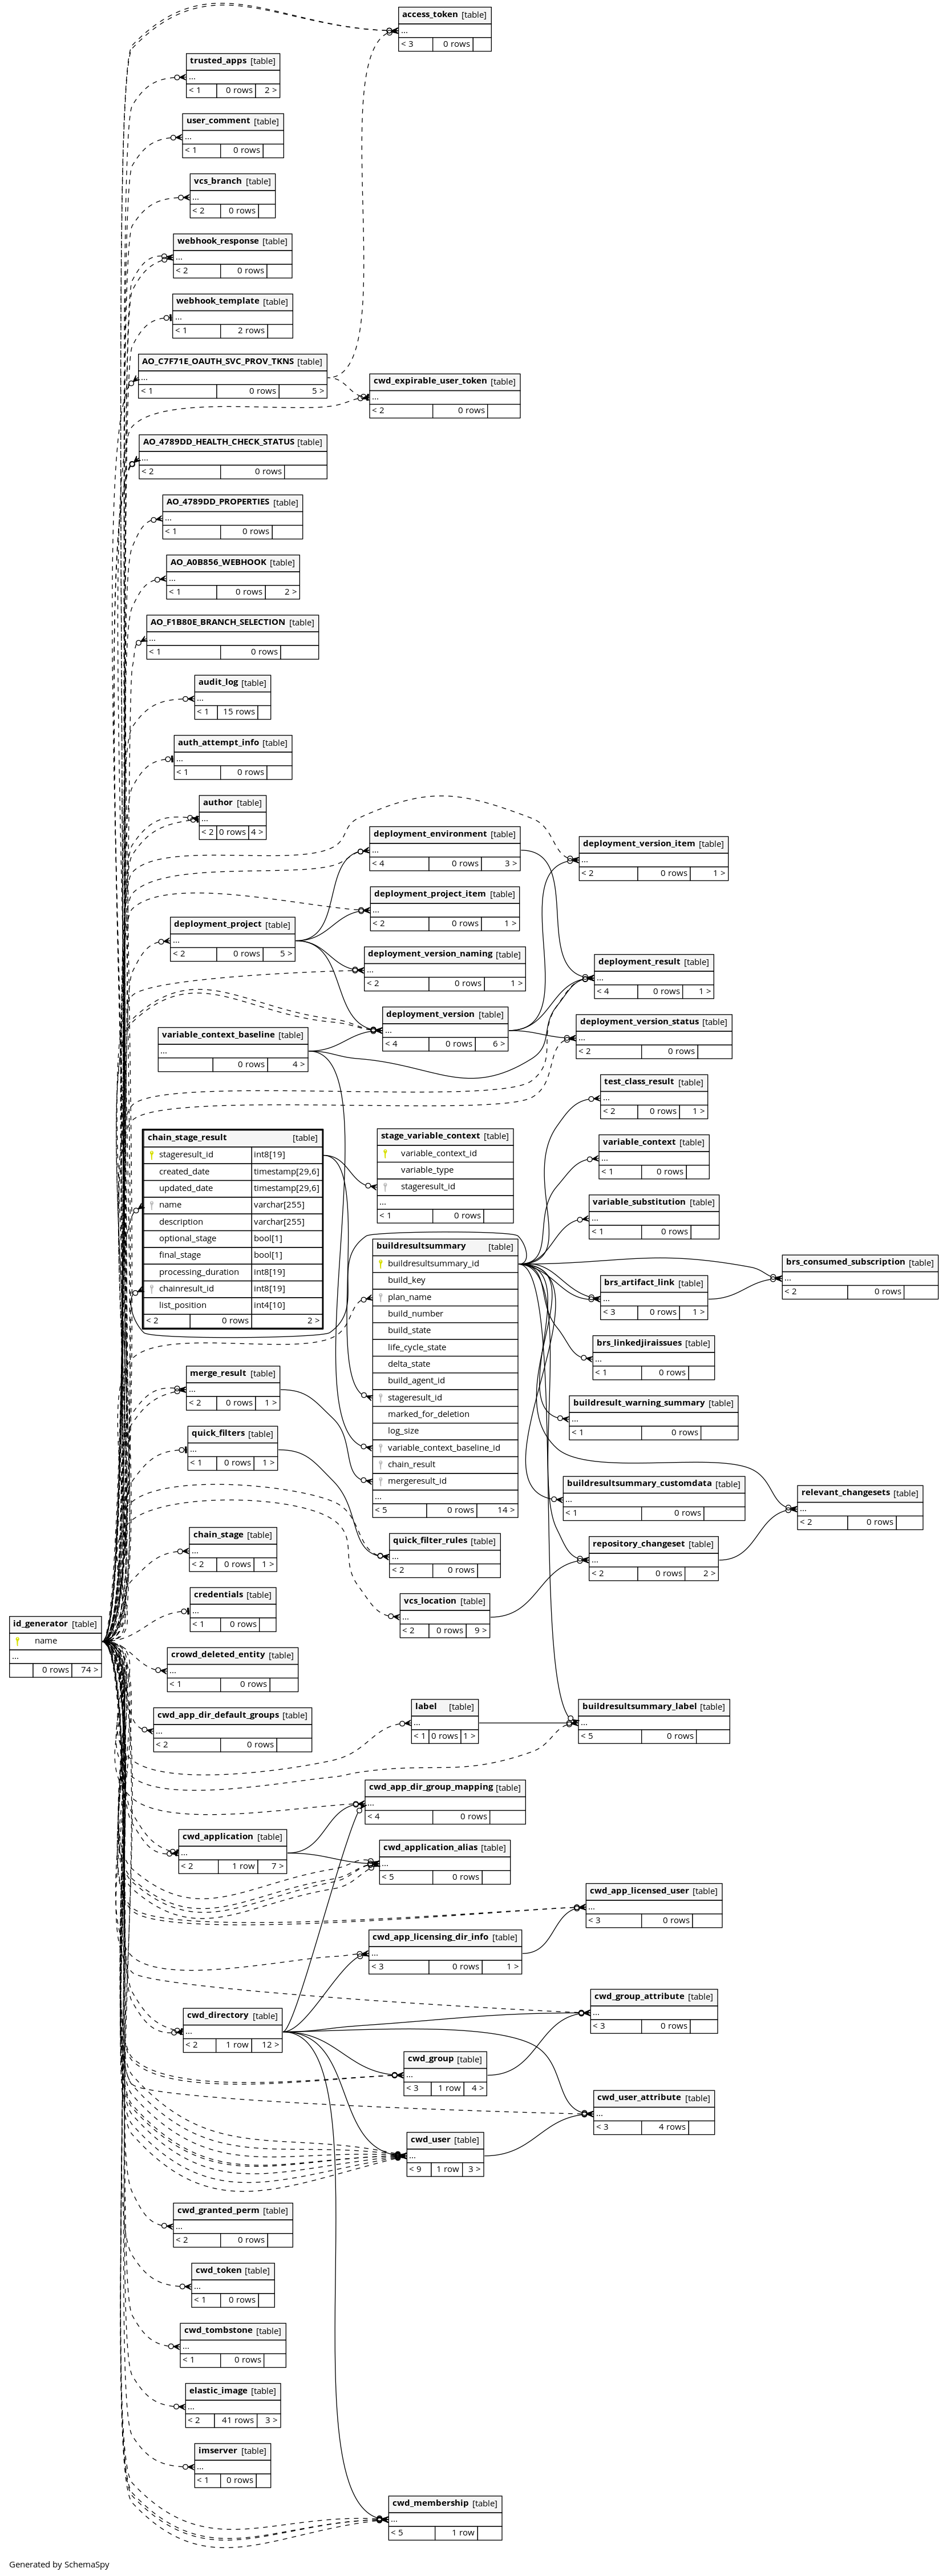 access_token [table]
...
< 3 0 rows
trusted_apps [table]
...
< 1 0 rows 2 >
user_comment [table]
...
< 1 0 rows
vcs_branch [table]
...
< 2 0 rows
webhook_response [table]
...
< 2 0 rows
webhook_template [table]
...
< 1 2 rows
AO_C7F71E_OAUTH_SVC_PROV_TKNS [table]
...
< 1 0 rows 5 >
cwd_expirable_user_token [table]
...
< 2 0 rows
AO_4789DD_HEALTH_CHECK_STATUS [table]
...
< 2 0 rows
AO_4789DD_PROPERTIES [table]
...
< 1 0 rows
AO_A0B856_WEBHOOK [table]
...
< 1 0 rows 2 >
AO_F1B80E_BRANCH_SELECTION [table]
...
< 1 0 rows
audit_log [table]
...
< 1 15 rows
auth_attempt_info [table]
...
< 1 0 rows
author [table]
...
< 2 0 rows 4 >
deployment_environment [table]
...
< 4 0 rows 3 >
deployment_version_item [table]
...
< 2 0 rows 1 >
deployment_project_item [table]
...
< 2 0 rows 1 >
deployment_project [table]
...
< 2 0 rows 5 >
deployment_version_naming [table]
...
< 2 0 rows 1 >
deployment_result [table]
...
< 4 0 rows 1 >
deployment_version [table]
...
< 4 0 rows 6 >
deployment_version_status [table]
...
< 2 0 rows
variable_context_baseline [table]
...
0 rows 4 >
test_class_result [table]
...
< 2 0 rows 1 >
chain_stage_result [table]
stageresult_id int8[19]
created_date timestamp[29,6]
updated_date timestamp[29,6]
name varchar[255]
description varchar[255]
optional_stage bool[1]
final_stage bool[1]
processing_duration int8[19]
chainresult_id int8[19]
list_position int4[10]
< 2 0 rows 2 >
stage_variable_context [table]
variable_context_id
variable_type
stageresult_id
...
< 1 0 rows
variable_context [table]
...
< 1 0 rows
variable_substitution [table]
...
< 1 0 rows
buildresultsummary [table]
buildresultsummary_id
build_key
plan_name
build_number
build_state
life_cycle_state
delta_state
build_agent_id
stageresult_id
marked_for_deletion
log_size
variable_context_baseline_id
chain_result
mergeresult_id
...
< 5 0 rows 14 >
brs_consumed_subscription [table]
...
< 2 0 rows
brs_artifact_link [table]
...
< 3 0 rows 1 >
brs_linkedjiraissues [table]
...
< 1 0 rows
merge_result [table]
...
< 2 0 rows 1 >
buildresult_warning_summary [table]
...
< 1 0 rows
quick_filters [table]
...
< 1 0 rows 1 >
buildresultsummary_customdata [table]
...
< 1 0 rows
relevant_changesets [table]
...
< 2 0 rows
chain_stage [table]
...
< 2 0 rows 1 >
quick_filter_rules [table]
...
< 2 0 rows
repository_changeset [table]
...
< 2 0 rows 2 >
credentials [table]
...
< 1 0 rows
vcs_location [table]
...
< 2 0 rows 9 >
id_generator [table]
name
...
0 rows 74 >
crowd_deleted_entity [table]
...
< 1 0 rows
cwd_app_dir_default_groups [table]
...
< 2 0 rows
label [table]
...
< 1 0 rows 1 >
buildresultsummary_label [table]
...
< 5 0 rows
cwd_app_dir_group_mapping [table]
...
< 4 0 rows
cwd_application [table]
...
< 2 1 row 7 >
cwd_application_alias [table]
...
< 5 0 rows
cwd_app_licensed_user [table]
...
< 3 0 rows
cwd_app_licensing_dir_info [table]
...
< 3 0 rows 1 >
cwd_group_attribute [table]
...
< 3 0 rows
cwd_directory [table]
...
< 2 1 row 12 >
cwd_group [table]
...
< 3 1 row 4 >
cwd_user_attribute [table]
...
< 3 4 rows
cwd_user [table]
...
< 9 1 row 3 >
cwd_granted_perm [table]
...
< 2 0 rows
cwd_token [table]
...
< 1 0 rows
cwd_tombstone [table]
...
< 1 0 rows
elastic_image [table]
...
< 2 41 rows 3 >
imserver [table]
...
< 1 0 rows
cwd_membership [table]
...
< 5 1 row
Generated by SchemaSpy